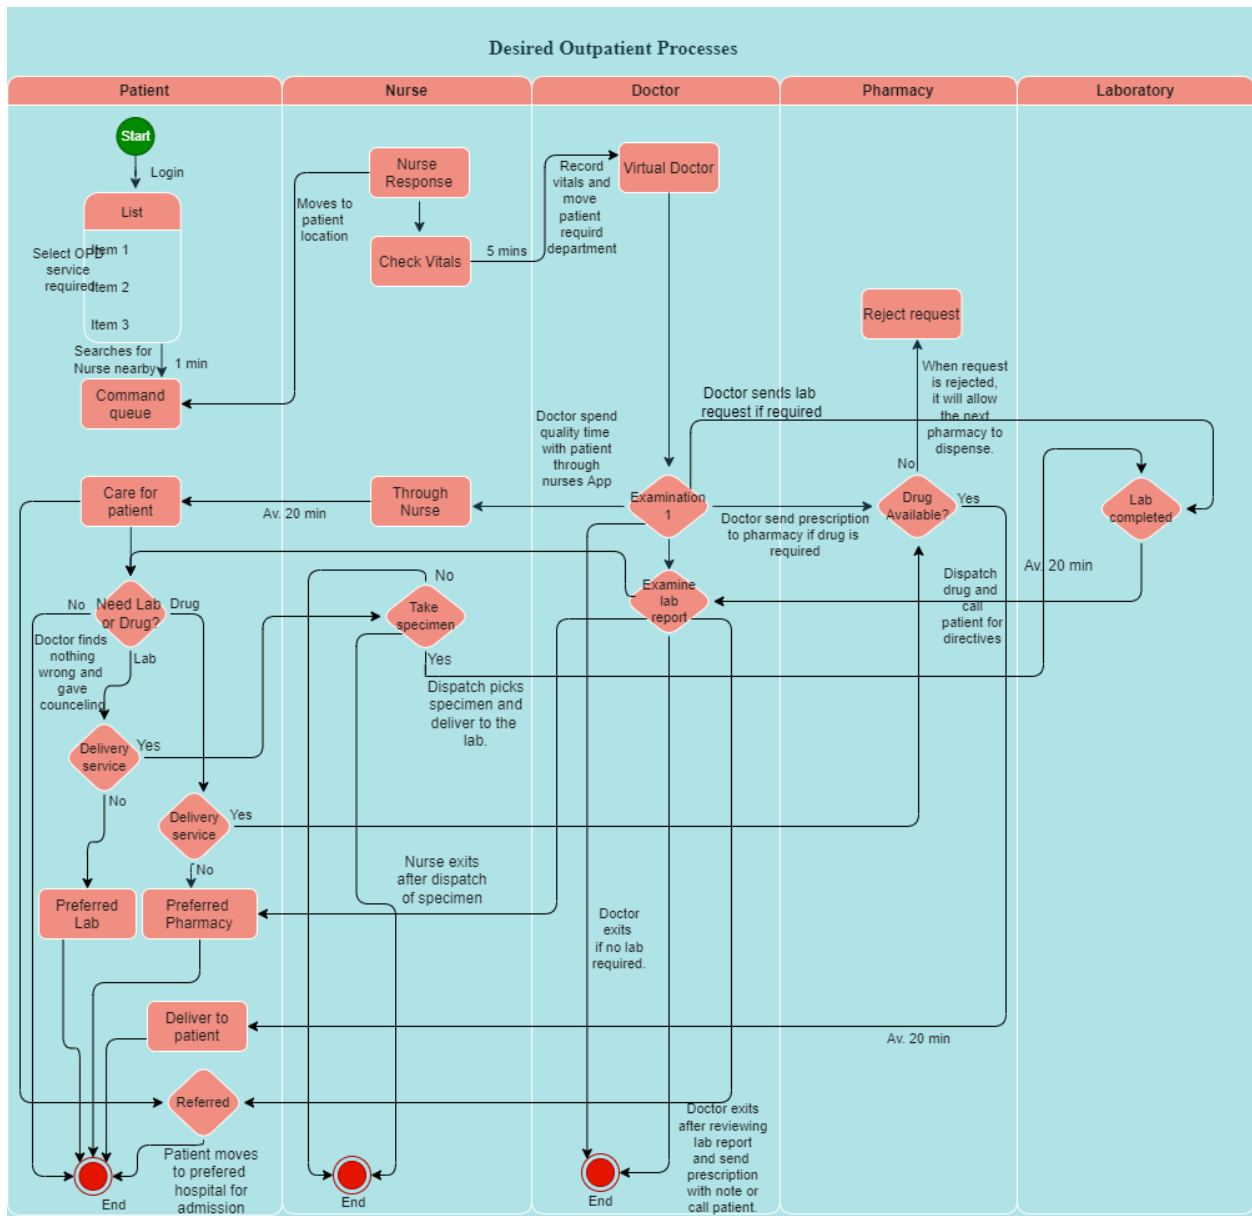 Desired Outpatient Processes
Patient
Nurse
Doctor
Pharmacy
Laboratory
Start
Login
List
Item 1
Select OPD
service
required
Item 2
Item 3
Searches for
Nurse nearby
1 min
Command
queue
Nurse
Response
Moves to
patient
location
Check Vitals
5 mins
Record
vitals and
move
patient
requird
department
Virtual Doctor
Reject request
When request
is rejected,
it will allow
the next
pharmacy to
dispense.
Doctor sends lab
request if required
Doctor spend
quality time
with patient
through
nurses App
Care for
patient
Av. 20 min
Through
Nurse
Examination
1
Doctor send prescription
to pharmacy if drug is
required
No
Drug
Available?
Yes
Lab
completed
Av. 20 min
Dispatch
drug and
call
patient for
directives
No
Need Lab
or Drug?
Drug
Doctor finds
nothing
wrong and
gave
counceling
Lab
No
Take
specimen
Yes
Dispatch picks
specimen and
deliver to the
lab.
Examine
lab
report
Delivery
service
Yes
No
Delivery
service
Yes
No
Preferred
Lab
Preferred
Pharmacy
Nurse exits
after dispatch
of specimen
Doctor
exits
if no lab
required.
Deliver to
patient
Av. 20 min
Referred
Patient moves
to prefered
hospital for
admission
Doctor exits
after reviewing
lab report
and send
prescription
with note or
call patient.
End
End
End